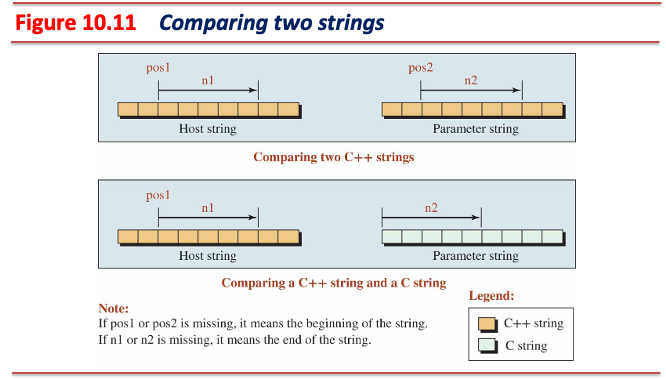 Figure 10.11 Comparing two strings
pos1
n1
Host string
pos2
n2
Parameter string
Comparing two C++ strings
pos1
n1
Host string
n2
Parameter string
Comparing a C++ string and a C string
Note:
If pos1 or pos2 is missing, it means the beginning of the string.
If n1 or n2 is missing, it means the end of the string.
Legend:
C++ string
C string